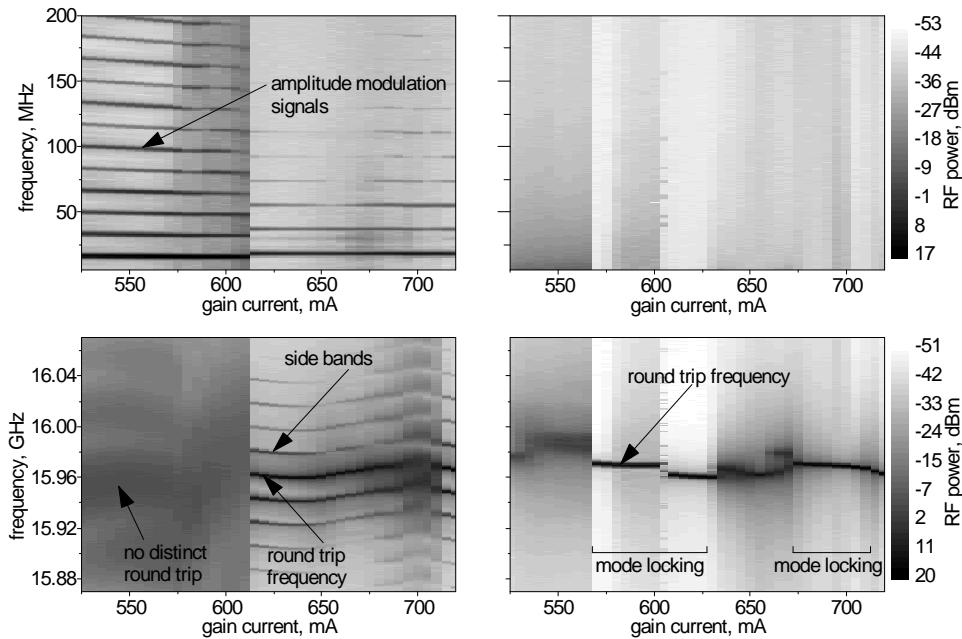 200
150
100
50
frequency, MHz
amplitude modulation
signals
550 600 650 700
gain current, mA
550 600 650 700
gain current, mA
-53
-44
-36
-27
-18
-9
-1
8
17
RF power, dBm
16.04
16.00
15.96
15.92
15.88
frequency, GHz
side bands
no distinct
round trip
round trip
frequency
550 600 650 700
gain current, mA
round trip frequency
mode locking
mode locking
550 600 650 700
gain current, mA
-51
-42
-33
-24
-15
-7
2
11
20
RF power, dBm